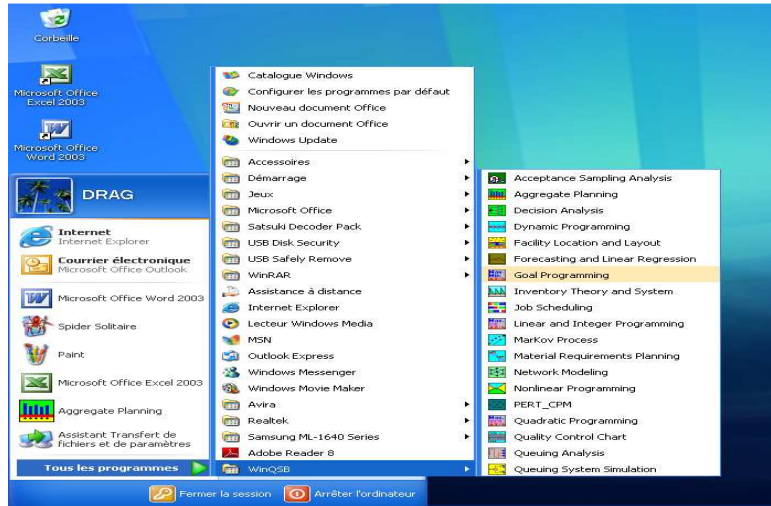 Corbeille
Microsoft Office
Excel 2003
Microsoft Office
Word 2003
DRAG
Internet
Internet Explorer
Courrier électronique
Microsoft Office Outlook
Microsoft Office Word 2003
Spider Solitaire
Paint
Microsoft Office Excel 2003
Aggregate Planning
Assistant Transfert de
fichiers et de paramètres
Tous les programmes
Catalogue Windows
Configurer les programmes par défaut
Nouveau document Office
Ouvrir un document Office
Windows Update
Accessoires
Démarrage
Jeux
Microsoft Office
Satsuki Decoder Pack
USB Disk Security
USB Safely Remove
WinRAR
Assistance à distance
Internet Explorer
Lecteur Windows Media
MSN
Outlook Express
Windows Messenger
Windows Movie Maker
Avira
Realtek
Samsung ML-1640 Series
Adobe Reader 8
WinQSB
Acceptance Sampling Analysis
Aggregate Planning
Decision Analysis
Dynamic Programming
Facility Location and Layout
Forecasting and Linear Regression
Goal Programming
Inventory Theory and System
Job Scheduling
Linear and Integer Programming
MarKov Process
Material Requirements Planning
Network Modeling
Nonlinear Programming
PERT_CPM
Quadratic Programming
Quality Control Chart
Queuing Analysis
Queuing System Simulation
Fermer la session
Arrêter l'ordinateur